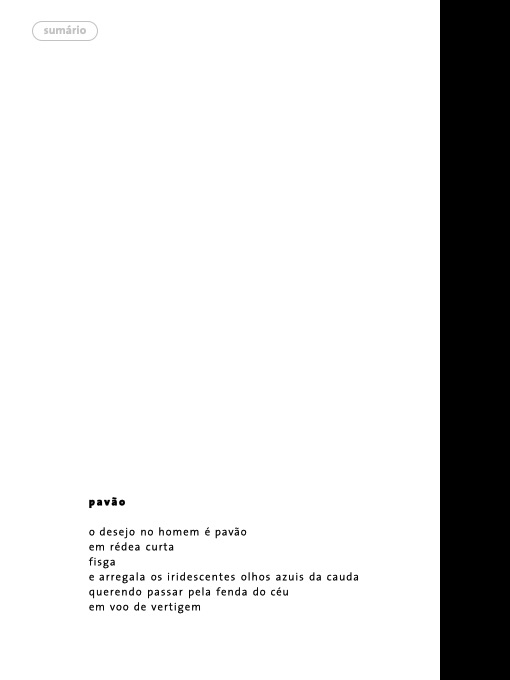 sumário
pavão
o desejo no homem é pavão
em rédea curta
fisga
e arregala os iridescentes olhos azuis da cauda
querendo passar pela fenda do céu
em voo de vertigem